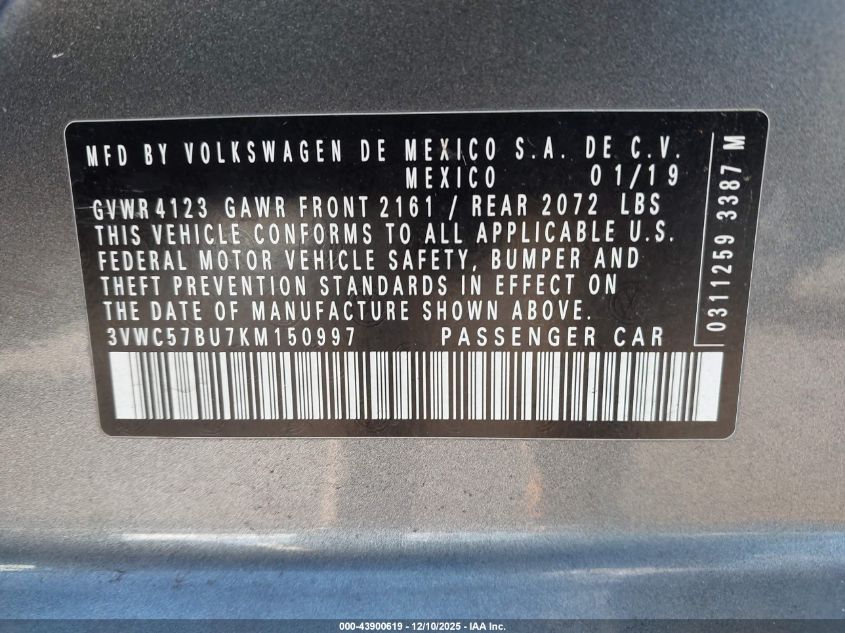 MFD BY VOLKSWAGEN DE MEXICO S.A. DE C.V.
MEXICO 01/19
GVWR 4123 GAWR FRONT 2161 / REAR 2072 LBS
THIS VEHICLE CONFORMS TO ALL APPLICABLE U.S.
FEDERAL MOTOR VEHICLE SAFETY, BUMPER AND
THEFT PREVENTION STANDARDS IN EFFECT ON
THE DATE OF MANUFACTURE SHOWN ABOVE.
3VWC57BU7KM150997 PASSENGER CAR
0311259 3387 M
000-43900619 - 12/10/2025 - IAA Inc.